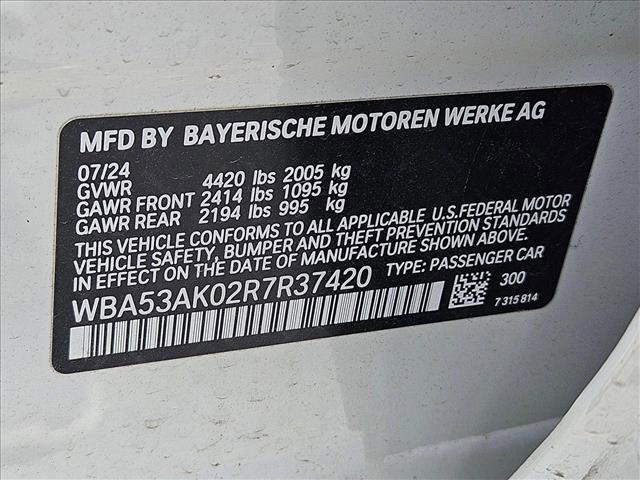 MFD BY BAYERISCHE MOTOREN WERKE AG
07/24
GVWR 4420 lbs 2005 kg
GAWR FRONT 2414 lbs 1095 kg
GAWR REAR 2194 lbs 995 kg
THIS VEHICLE CONFORMS TO ALL APPLICABLE U.S.FEDERAL MOTOR
VEHICLE SAFETY, BUMPER AND THEFT PREVENTION STANDARDS
IN EFFECT ON THE DATE OF MANUFACTURE SHOWN ABOVE.
WBA53AK02R7R37420 TYPE: PASSENGER CAR
300
7 315 814